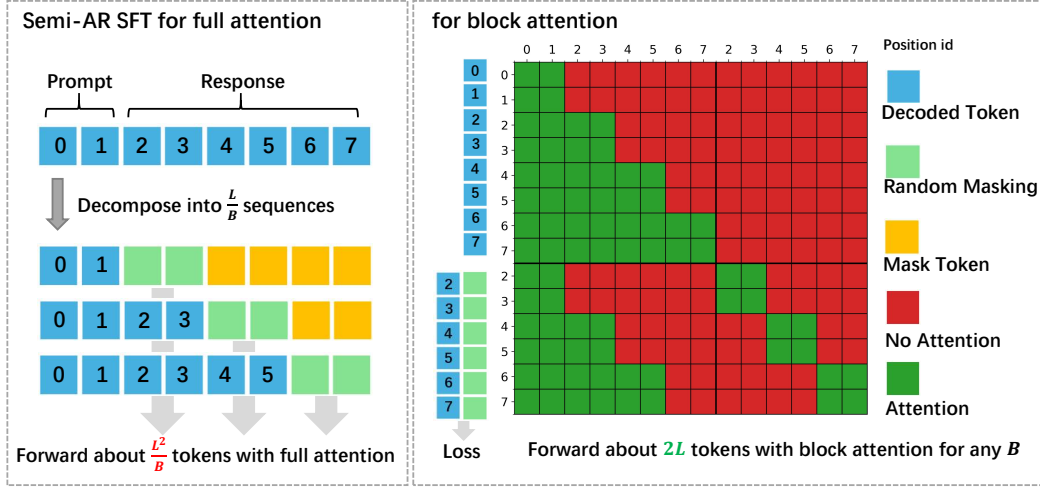 Semi-AR SFT for full attention
Prompt Response
0 1 2 3 4 5 6 7
Decompose into L/B sequences
0 1
0 1 2 3
0 1 2 3 4 5
Forward about L²/B tokens with full attention
for block attention
0 1 2 3 4 5 6 7 2 3 4 5 6 7
0 0
1 1
2 2
3 3
4 4
5 5
6 6
7 7
2 2
3 3
4 4
5 5
6 6
7 7
Loss
Forward about 2L tokens with block attention for any B
Position id
Decoded Token
Random Masking
Mask Token
No Attention
Attention